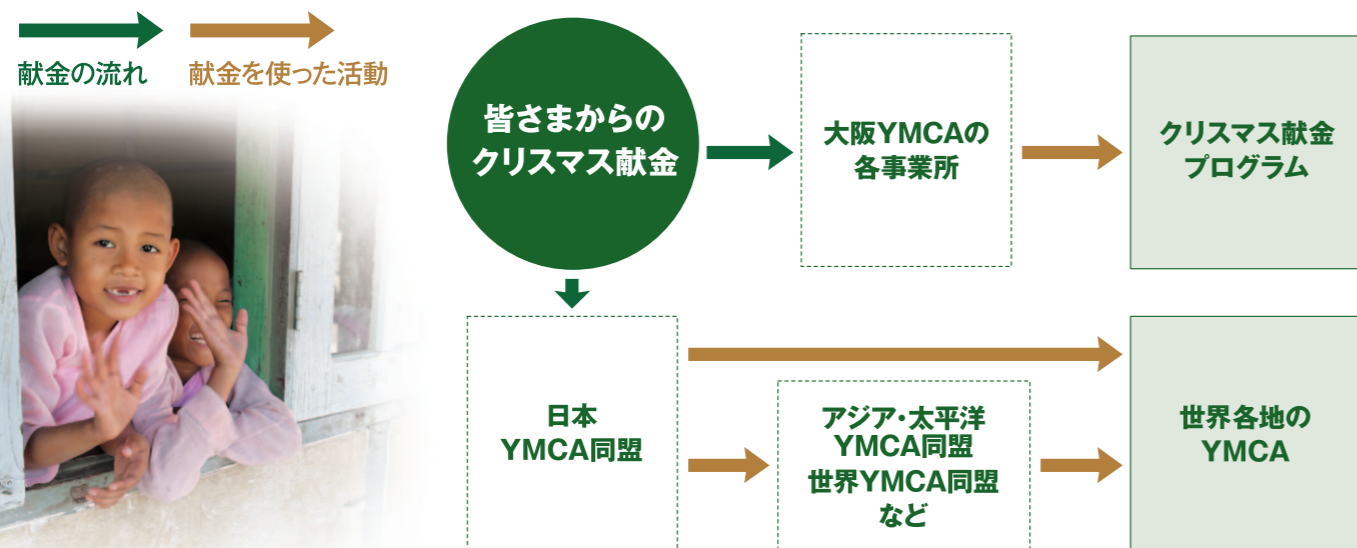 献金の流れ
献金を使った活動
皆さまからの
クリスマス献金
大阪YMCAの
各事業所
クリスマス献金
プログラム
日本
YMCA同盟
アジア・太平洋
YMCA同盟
世界YMCA同盟
など
世界各地の
YMCA